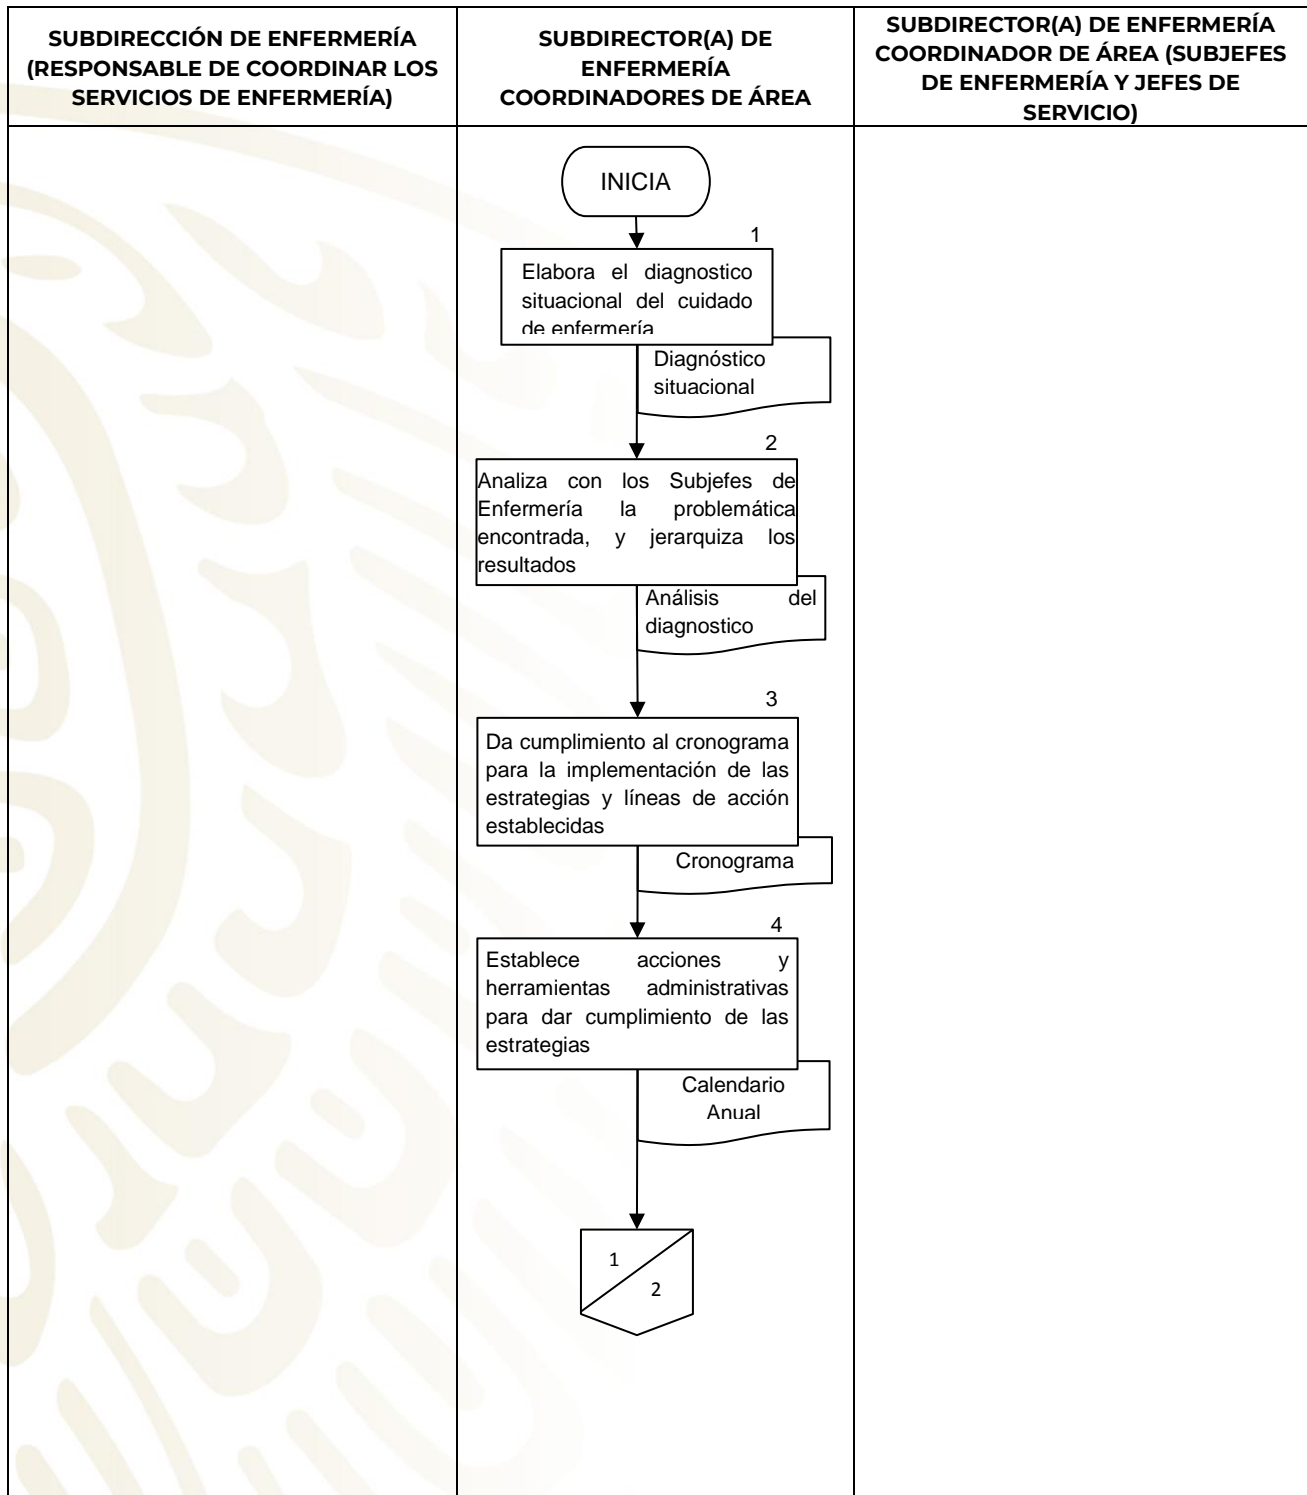 SUBDIRECCIÓN DE ENFERMERÍA
(RESPONSABLE DE COORDINAR LOS
SERVICIOS DE ENFERMERÍA)
SUBDIRECTOR(A) DE
ENFERMERÍA
COORDINADORES DE ÁREA
SUBDIRECTOR(A) DE ENFERMERÍA
COORDINADOR DE ÁREA (SUBJEFES
DE ENFERMERÍA Y JEFES DE
SERVICIO)
INICIA
1
Elabora el diagnostico
situacional del cuidado
de enfermería
Diagnóstico
situacional
2
Analiza con los Subjefes de
Enfermería la problemática
encontrada, y jerarquiza los
resultados
Análisis del
diagnostico
3
Da cumplimiento al cronograma
para la implementación de las
estrategias y líneas de acción
establecidas
Cronograma
4
Establece acciones y
herramientas administrativas
para dar cumplimiento de las
estrategias
Calendario
Anual
1
2